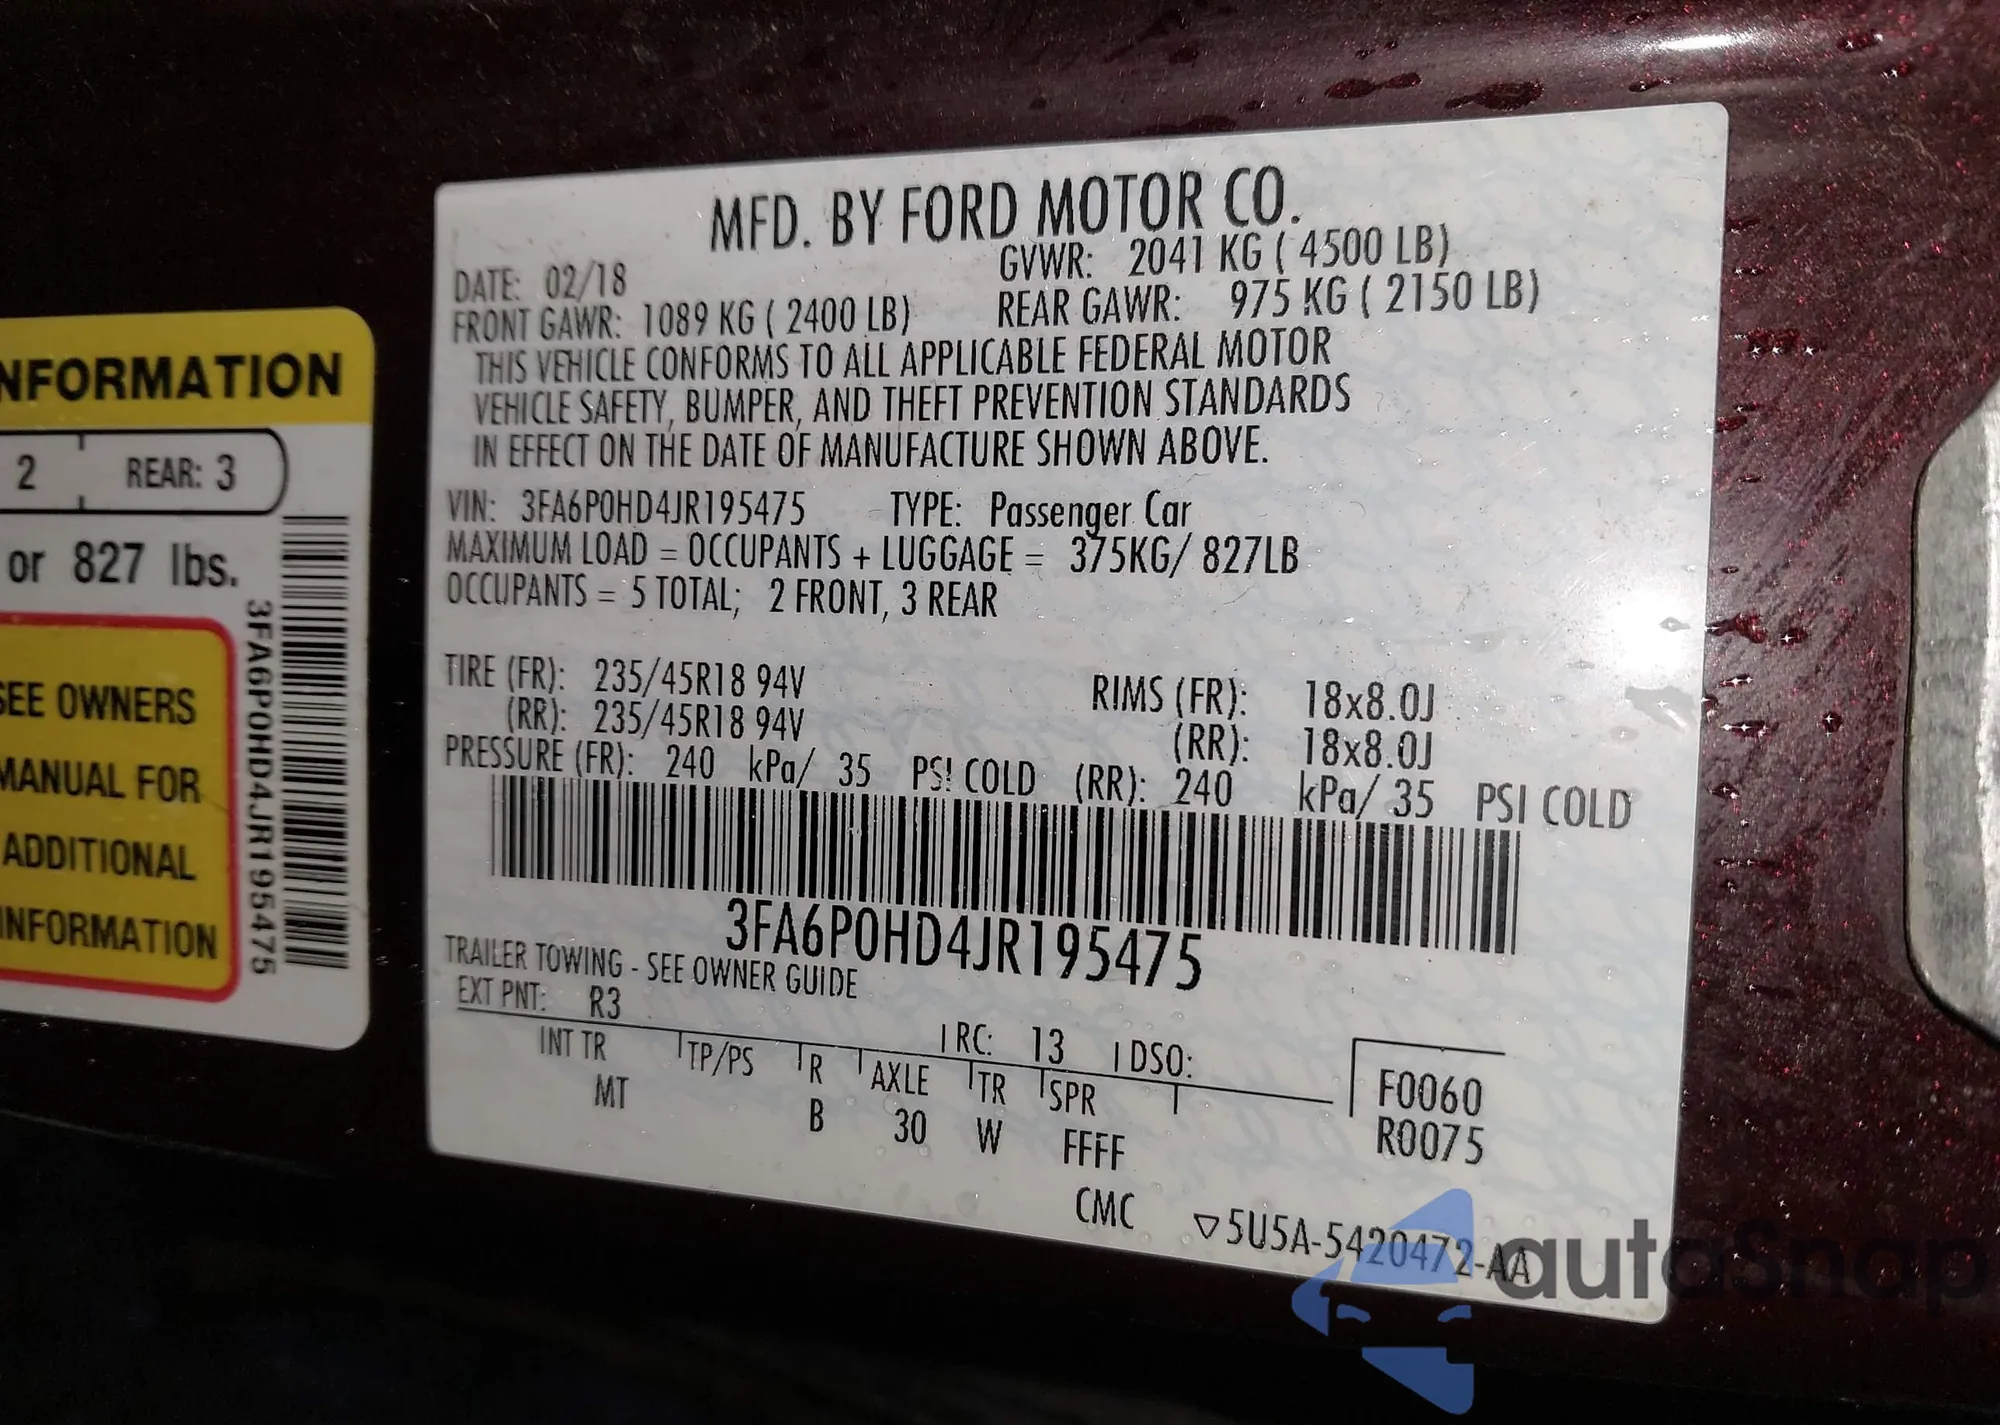 NFORMATION
2 REAR: 3
or 827 lbs.
SEE OWNERS
MANUAL FOR
ADDITIONAL
INFORMATION
3FA6P0HD4JR195475
MFD. BY FORD MOTOR CO.
DATE: 02/18 GVWR: 2041 KG ( 4500 LB)
FRONT GAWR: 1089 KG ( 2400 LB) REAR GAWR: 975 KG ( 2150 LB)
THIS VEHICLE CONFORMS TO ALL APPLICABLE FEDERAL MOTOR
VEHICLE SAFETY, BUMPER, AND THEFT PREVENTION STANDARDS
IN EFFECT ON THE DATE OF MANUFACTURE SHOWN ABOVE.
VIN: 3FA6P0HD4JR195475 TYPE: Passenger Car
MAXIMUM LOAD = OCCUPANTS + LUGGAGE = 375KG/ 827LB
OCCUPANTS = 5 TOTAL; 2 FRONT, 3 REAR
TIRE (FR): 235/45R18 94V RIMS (FR): 18x8.0J
(RR): 235/45R18 94V (RR): 18x8.0J
PRESSURE (FR): 240 kPa/ 35 PSI COLD (RR): 240 kPa/ 35 PSI COLD
3FA6P0HD4JR195475
TRAILER TOWING - SEE OWNER GUIDE
EXT PNT: R3 RC: 13 DSO:
INT TR TP/PS R AXLE TR SPR F0060
MT B 30 W FFFF R0075
CMC ▽5U5A-5420472-AA
autoSnap